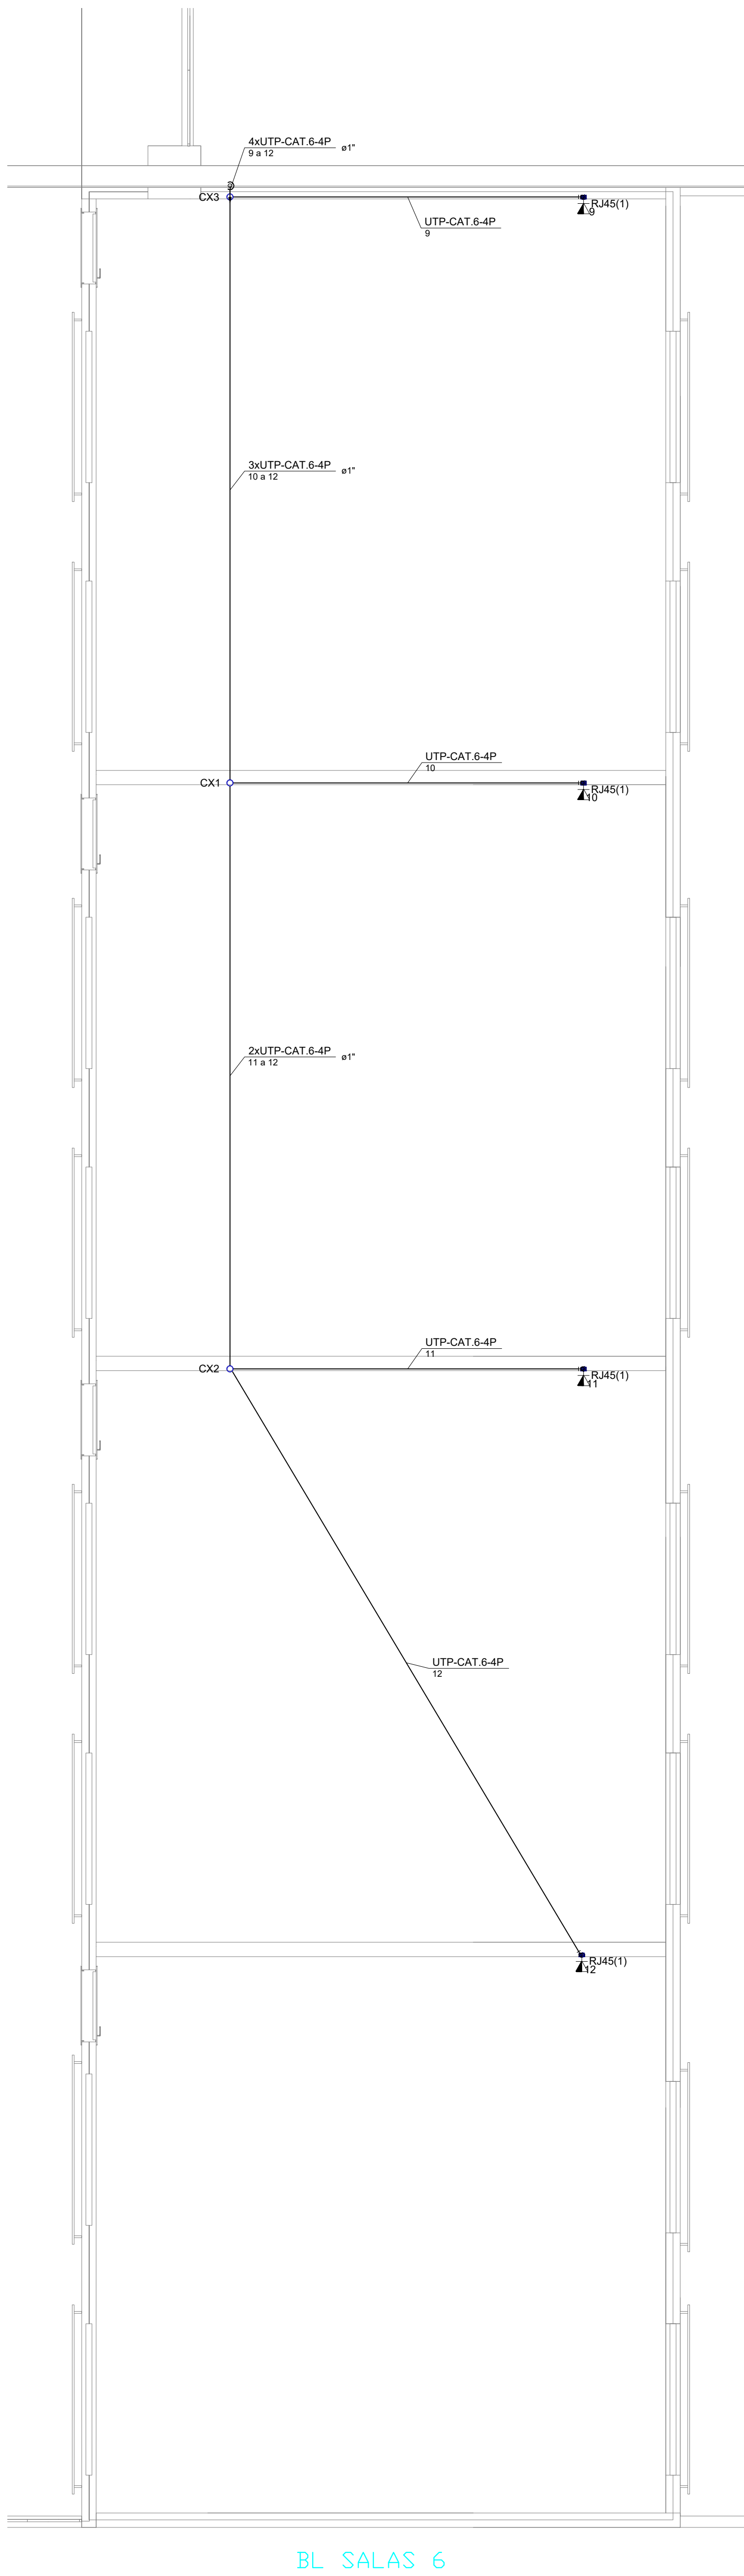 4xUTP-CAT.6-4P ø1"
9 a 12
CX3
RJ45(1)
9
UTP-CAT.6-4P
9
3xUTP-CAT.6-4P ø1"
10 a 12
UTP-CAT.6-4P
10
CX1
RJ45(1)
10
2xUTP-CAT.6-4P ø1"
11 a 12
UTP-CAT.6-4P
11
CX2
RJ45(1)
11
UTP-CAT.6-4P
12
RJ45(1)
12
BL SALAS 6